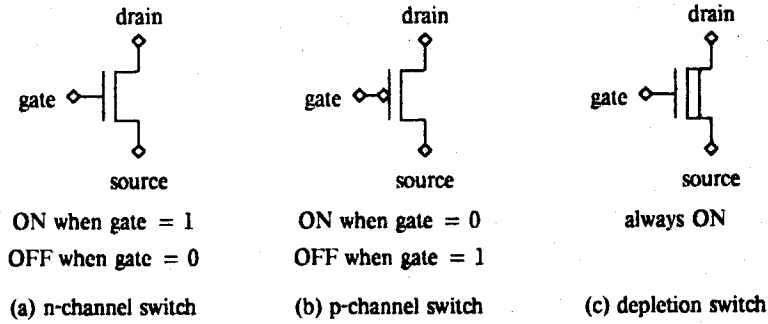 drain drain drain
gate gate gate
source source source
ON when gate = 1 ON when gate = 0 always ON
OFF when gate = 0 OFF when gate = 1
(a) n-channel switch (b) p-channel switch (c) depletion switch